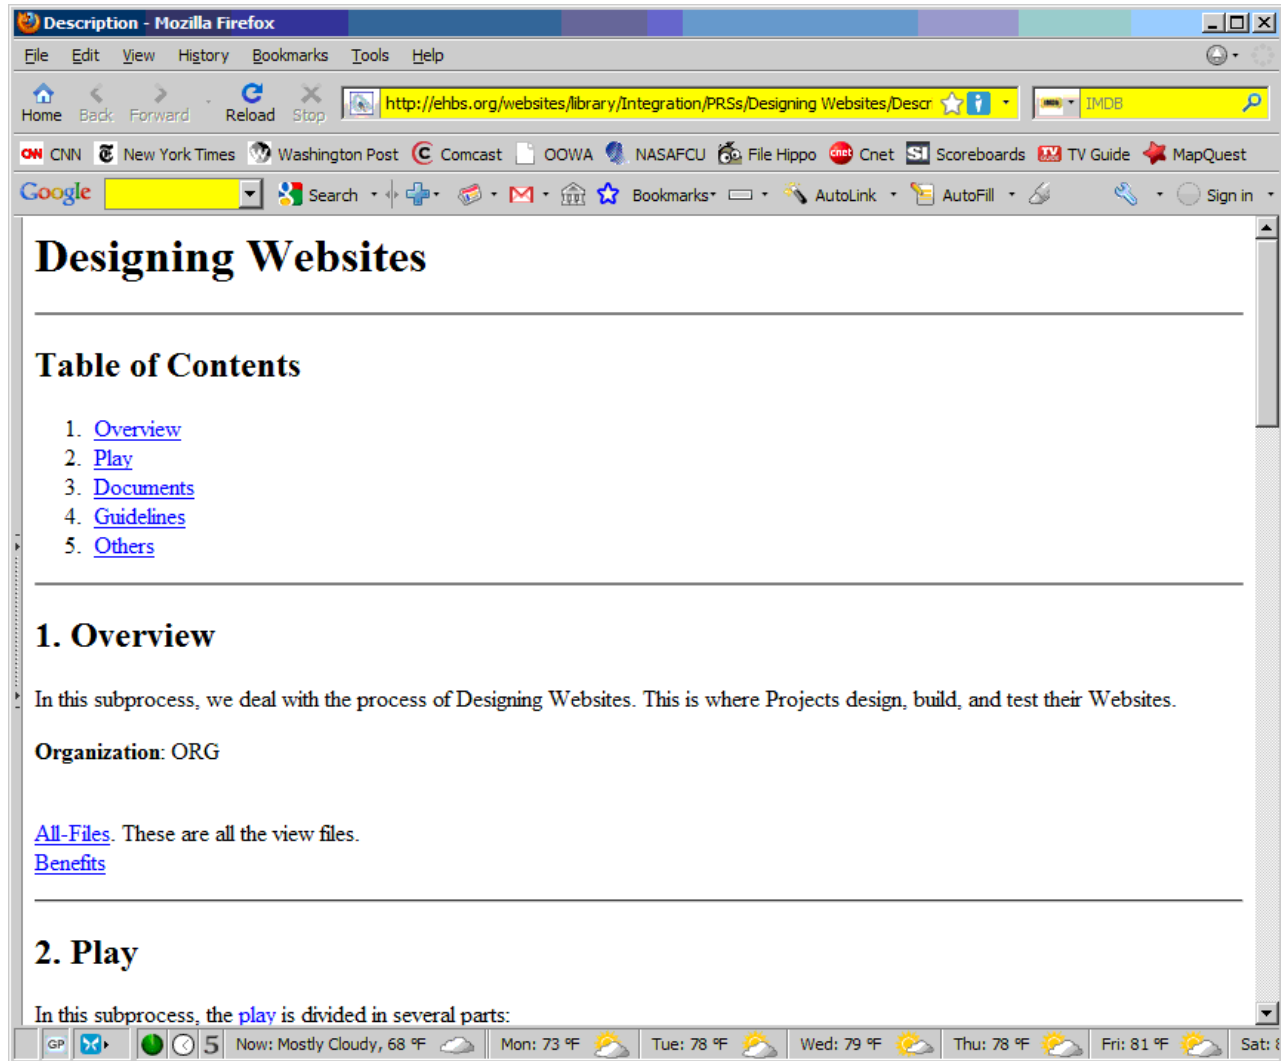 Description - Mozilla Firefox
File Edit View History Bookmarks Tools Help
Home Back Forward Reload Stop http://ehbs.org/websites/library/Integration/PRSs/Designing Websites/Descr IMDB
CNN New York Times Washington Post Comcast OOWA NASAFCU File Hippo Cnet Scoreboards TV Guide MapQuest
Google Search Bookmarks AutoLink AutoFill Sign in
Designing Websites
Table of Contents
1. Overview
2. Play
3. Documents
4. Guidelines
5. Others
1. Overview
In this subprocess, we deal with the process of Designing Websites. This is where Projects design, build, and test their Websites.
Organization: ORG
All-Files. These are all the view files.
Benefits
2. Play
In this subprocess, the play is divided in several parts:
GP 5 Now: Mostly Cloudy, 68 °F Mon: 73 °F Tue: 78 °F Wed: 79 °F Thu: 78 °F Fri: 81 °F Sat: